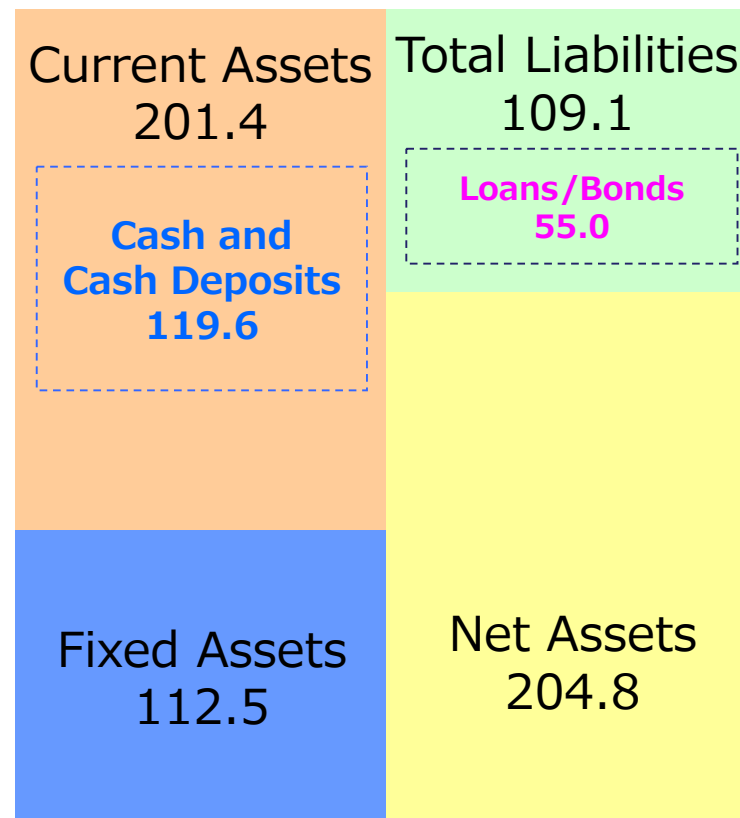 Current Assets
201.4
Cash and
Cash Deposits
119.6
Fixed Assets
112.5
Total Liabilities
109.1
Loans/Bonds
55.0
Net Assets
204.8